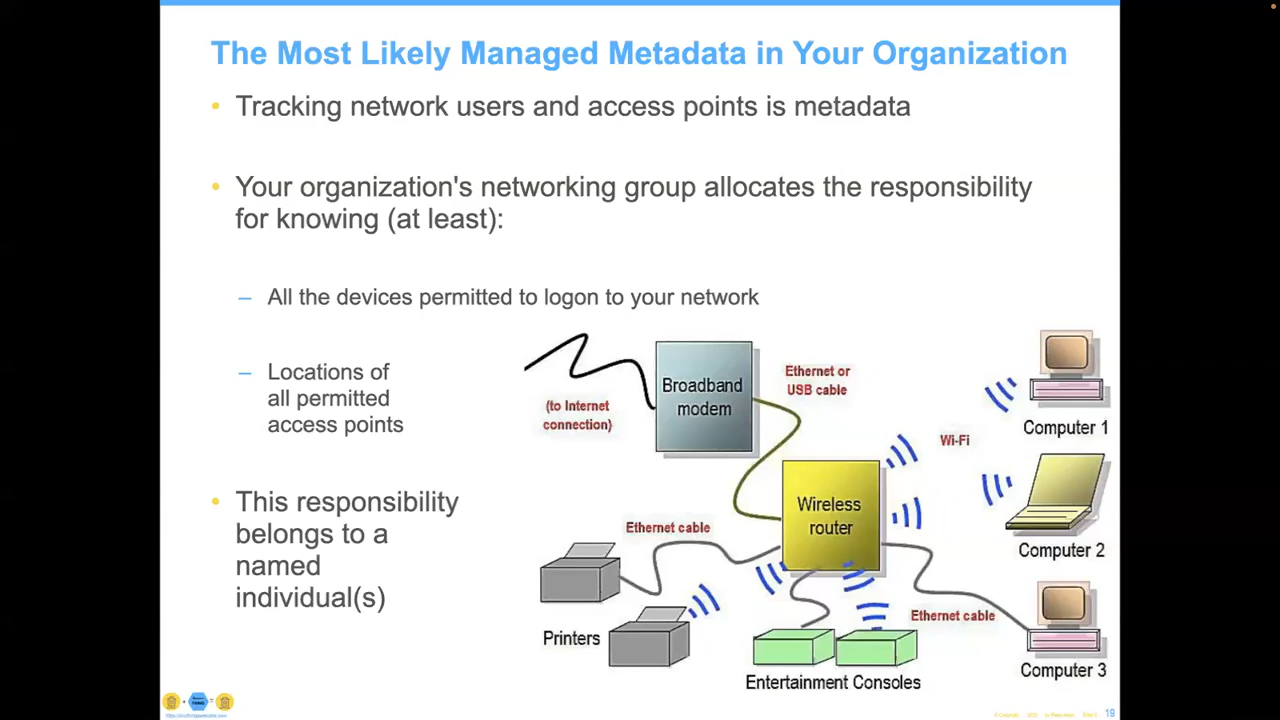 The Most Likely Managed Metadata in Your Organization
• Tracking network users and access points is metadata
• Your organization's networking group allocates the responsibility
for knowing (at least):
– All the devices permitted to logon to your network
– Locations of
all permitted
access points
• This responsibility
belongs to a
named
individual(s)
(to Internet
connection)
Broadband
modem
Ethernet or
USB cable
Wi-Fi
Computer 1
Wireless
router
Computer 2
Ethernet cable
Printers
Entertainment Consoles
Ethernet cable
Computer 3
19